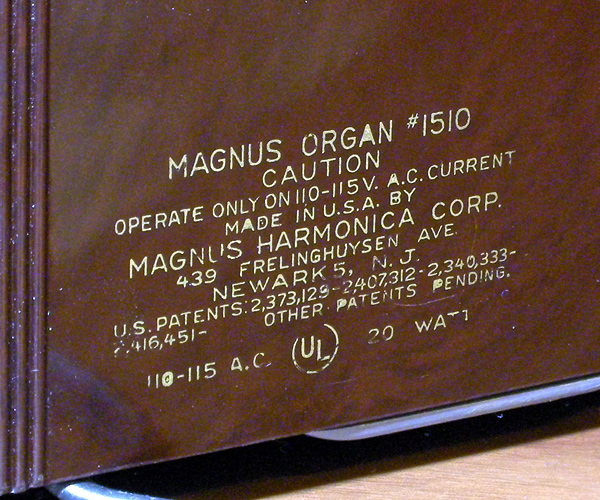 MAGNUS ORGAN #1510
CAUTION
OPERATE ONLY ON 110-115 V. A.C. CURRENT
MADE IN U.S.A. BY
MAGNUS HARMONICA CORP.
439 FRELINGHUYSEN AVE.
NEWARK 5, N. J.
U.S. PATENTS: 2,373,129-2,407,312-2,340,333-
2,416,451-
OTHER PATENTS PENDING.
110-115 A.C. UL 20 WATT